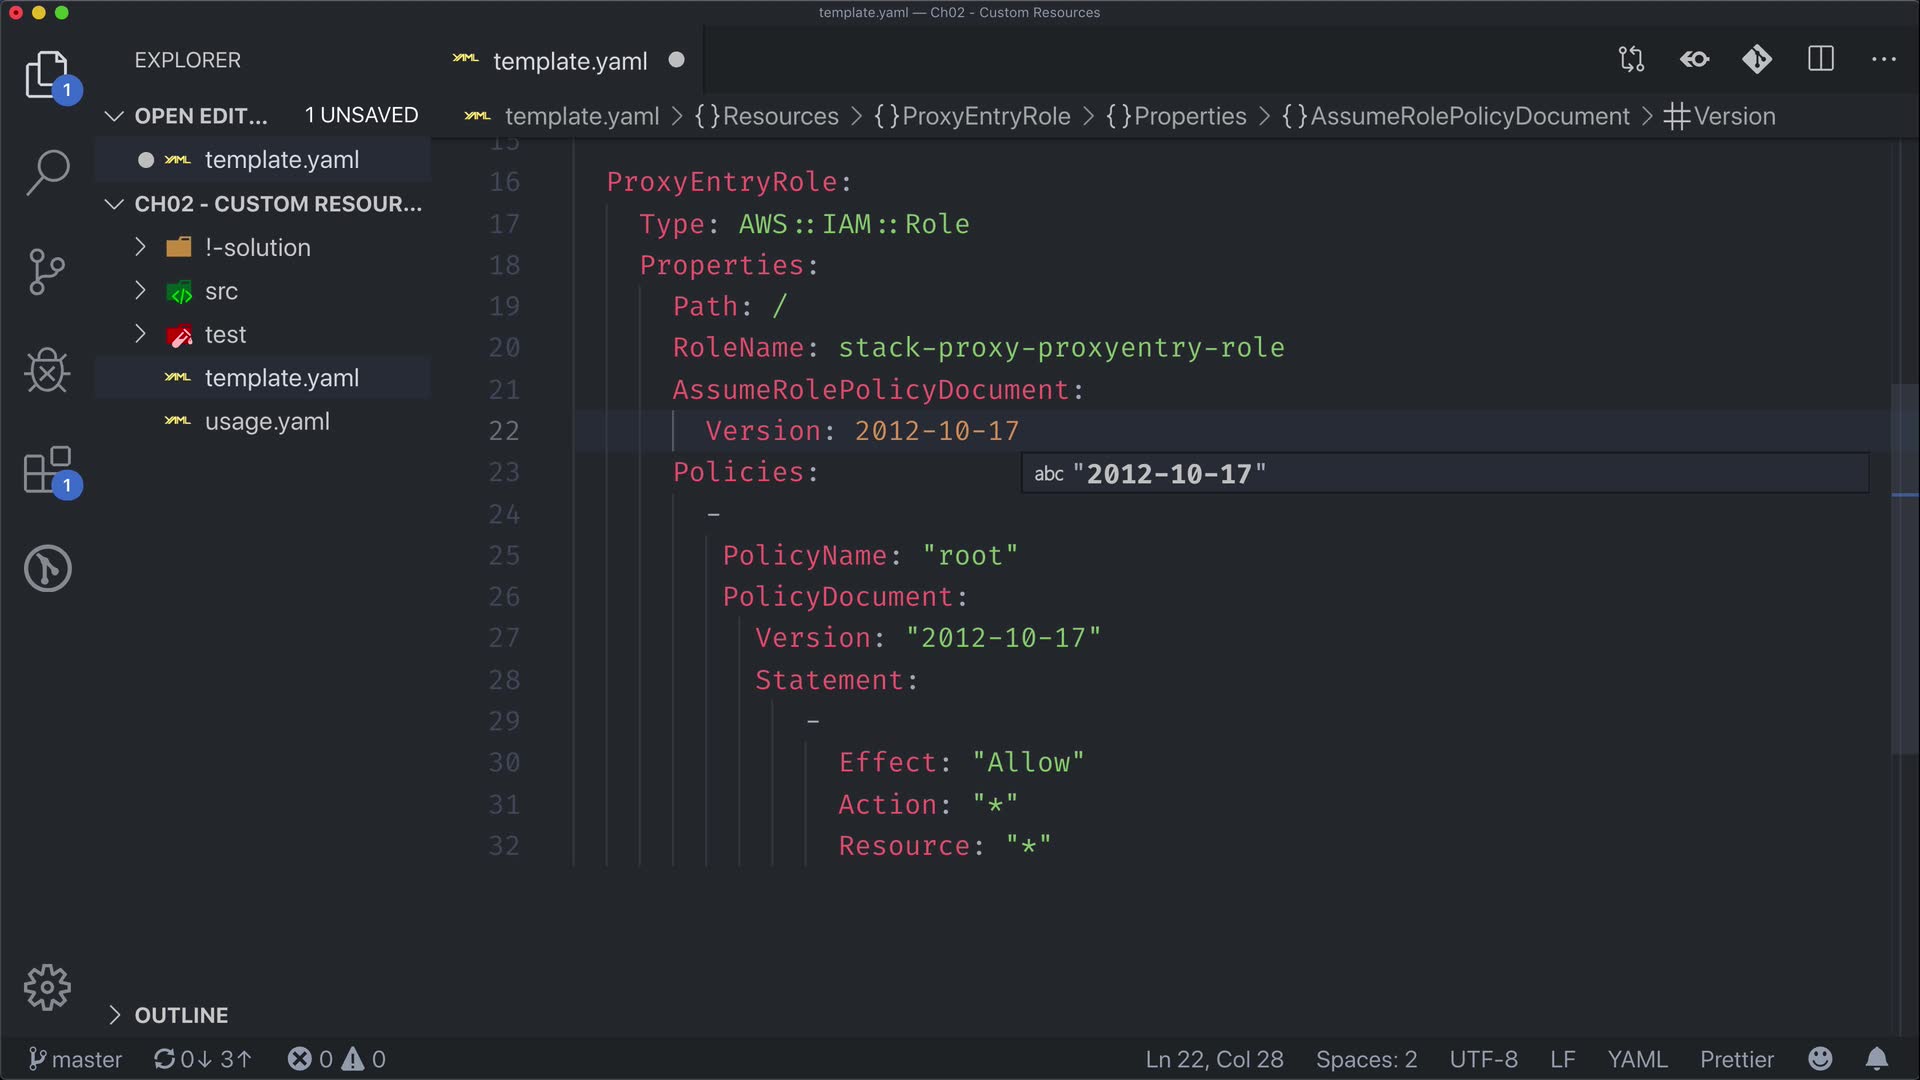 template.yaml — Ch02 - Custom Resources
EXPLORER
1
OPEN EDIT... 1 UNSAVED
template.yaml
CH02 - CUSTOM RESOUR...
!-solution
src
test
template.yaml
usage.yaml
1
OUTLINE
YAML template.yaml
YAML template.yaml > {} Resources > {} ProxyEntryRole > {} Properties > {} AssumeRolePolicyDocument > # Version
15
16 ProxyEntryRole:
17 Type: AWS::IAM::Role
18 Properties:
19 Path: /
20 RoleName: stack-proxy-proxyentry-role
21 AssumeRolePolicyDocument:
22 Version: 2012-10-17
23 Policies:
abc "2012-10-17"
24 -
25 PolicyName: "root"
26 PolicyDocument:
27 Version: "2012-10-17"
28 Statement:
29 -
30 Effect: "Allow"
31 Action: "*"
32 Resource: "*"
master 0↓ 3↑ 0 0 Ln 22, Col 28 Spaces: 2 UTF-8 LF YAML Prettier